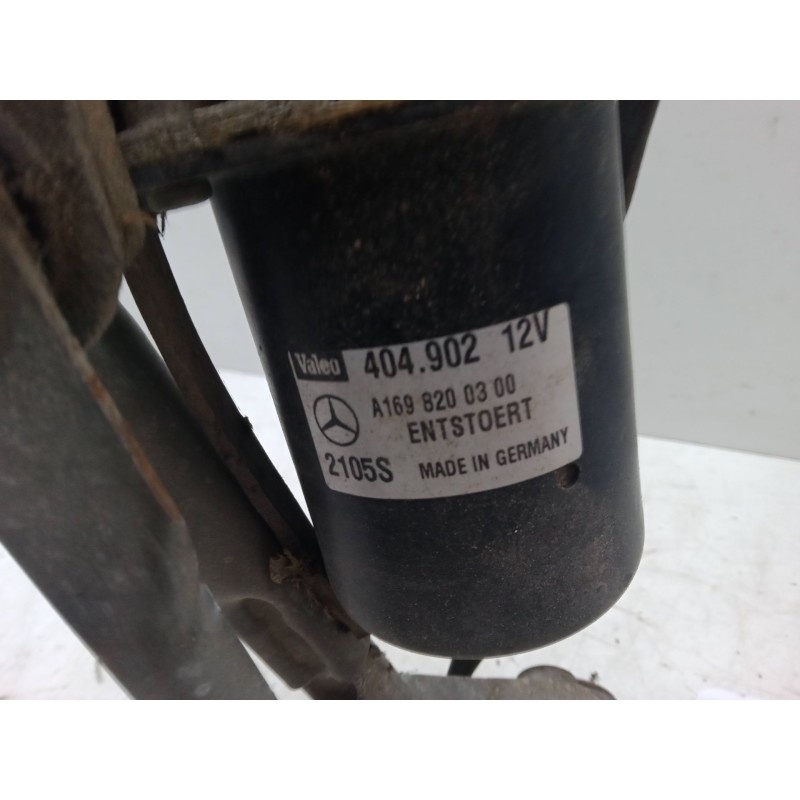 Valeo 404.902 12V
A169 820 03 00
ENTSTOERT
2105S MADE IN GERMANY